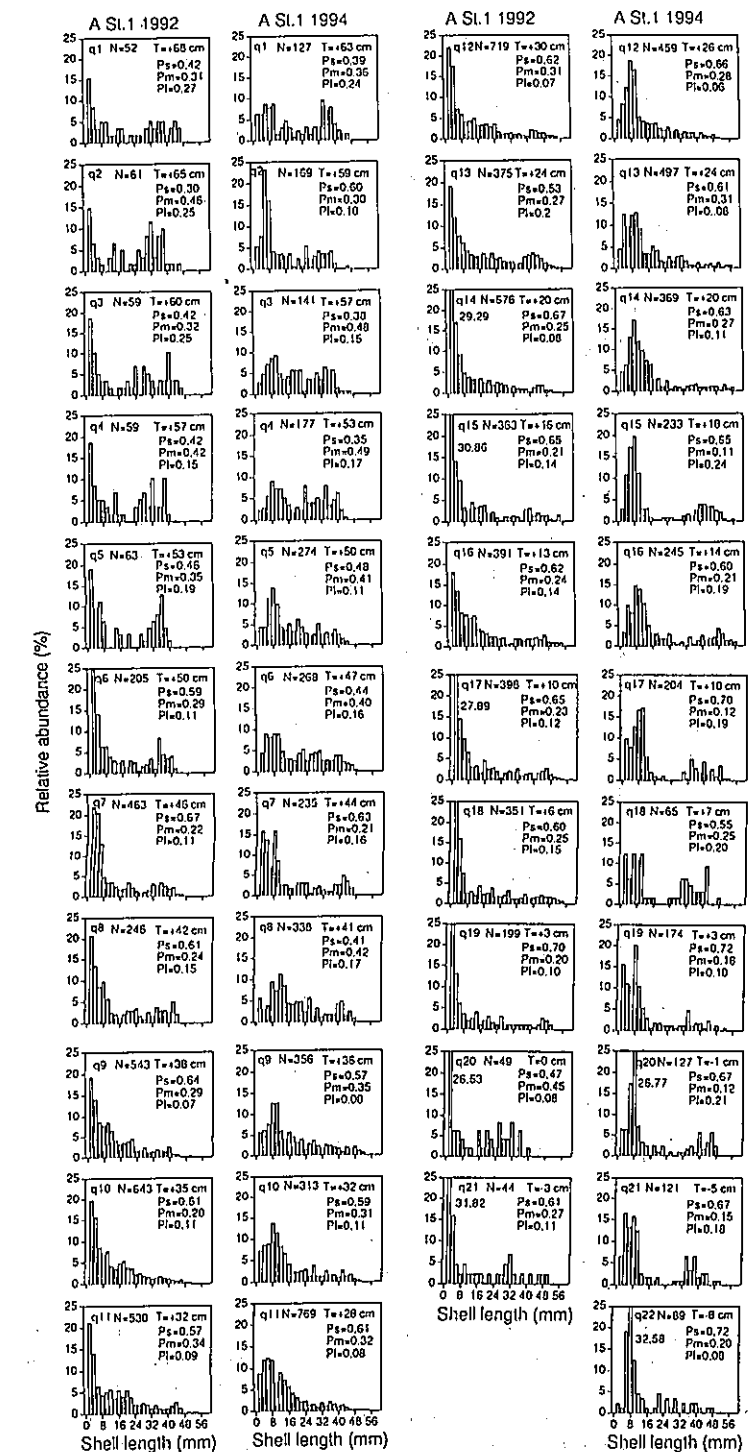 A St.1 1992
q1 N=52 T=+68 cm
Ps=0.42
Pm=0.31
Pl=0.27
q2 N=61 T=+65 cm
Ps=0.30
Pm=0.46
Pl=0.25
q3 N=59 T=+60 cm
Ps=0.42
Pm=0.32
Pl=0.25
q4 N=59 T=+57 cm
Ps=0.42
Pm=0.42
Pl=0.15
q5 N=63 T=+53 cm
Ps=0.46
Pm=0.35
Pl=0.19
q6 N=205 T=+50 cm
Ps=0.59
Pm=0.29
Pl=0.11
q7 N=463 T=+46 cm
Ps=0.67
Pm=0.22
Pl=0.11
q8 N=246 T=+42 cm
Ps=0.61
Pm=0.24
Pl=0.15
q9 N=543 T=+38 cm
Ps=0.64
Pm=0.29
Pl=0.07
q10 N=643 T=+35 cm
Pm=0.20
Pl=0.11
q11 N=530 T=+32 cm
Ps=0.57
Pm=0.34
Pl=0.09
0 8 16 24 32 40 56
Shell length (mm)
Relative abundance (%)
A St.1 1994
q1 N=127 T=+63 cm
Ps=0.39
Pm=0.36
Pl=0.24
q2 N=169 T=+59 cm
Ps=0.60
Pm=0.30
Pl=0.10
q3 N=141 T=+57 cm
Pm=0.48
Pl=0.15
q4 N=177 T=+53 cm
Ps=0.35
Pm=0.49
Pl=0.17
q5 N=274 T=+50 cm
Ps=0.48
Pm=0.41
Pl=0.11
q6 N=268 T=+47 cm
Ps=0.44
Pm=0.40
Pl=0.16
q7 N=235 T=+44 cm
Ps=0.63
Pm=0.21
Pl=0.16
q8 N=338 T=+41 cm
Ps=0.41
Pm=0.42
Pl=0.17
q9 N=356 T=+36 cm
Ps=0.57
Pm=0.35
q10 N=313 T=+32 cm
Ps=0.59
Pm=0.31
Pl=0.11
q11 N=769 T=+28 cm
Ps=0.61
Pm=0.32
Pl=0.08
0 8 16 24 32 40 56
Shell length (mm)
A St.1 1992
q12 N=719 T=+30 cm
Ps=0.62
Pm=0.31
Pl=0.07
q13 N=375 T=+24 cm
Ps=0.53
Pm=0.27
Pl=0.2
q14 N=576 T=+20 cm
29.29
Ps=0.67
Pm=0.25
Pl=0.08
q15 N=363 T=+16 cm
30.86
Ps=0.65
Pm=0.21
Pl=0.14
q16 N=391 T=+13 cm
Ps=0.62
Pm=0.24
Pl=0.14
q17 N=396 T=+10 cm
27.89
Ps=0.65
Pm=0.23
Pl=0.12
q18 N=351 T=+6 cm
Ps=0.60
Pm=0.25
Pl=0.15
q19 N=199 T=+3 cm
Ps=0.70
Pm=0.20
Pl=0.10
q20 N=49 T=0 cm
26.53
Ps=0.47
Pm=0.45
Pl=0.08
q21 N=44 T=-3 cm
31.82
Ps=0.61
Pm=0.27
Pl=0.11
0 8 16 24 32 40 48 56
Shell length (mm)
A St.1 1994
q12 N=459 T=+26 cm
Ps=0.66
Pm=0.28
Pl=0.06
q13 N=497 T=+24 cm
Ps=0.61
Pm=0.31
Pl=0.08
q14 N=369 T=+20 cm
Ps=0.63
Pm=0.27
Pl=0.11
q15 N=233 T=+18 cm
Ps=0.65
Pm=0.11
Pl=0.24
q16 N=245 T=+14 cm
Ps=0.60
Pm=0.21
Pl=0.19
q17 N=204 T=+10 cm
Ps=0.70
Pm=0.12
Pl=0.19
q18 N=65 T=+7 cm
Ps=0.55
Pm=0.25
Pl=0.20
q19 N=174 T=+3 cm
Ps=0.72
Pm=0.18
Pl=0.10
q20 N=127 T=-1 cm
26.77
Ps=0.67
Pm=0.12
Pl=0.21
q21 N=121 T=-5 cm
Ps=0.67
Pm=0.15
Pl=0.18
q22 N=89 T=-8 cm
32.58
Ps=0.72
Pm=0.20
Pl=0.08
0 8 16 24 32 40 48 56
Shell length (mm)